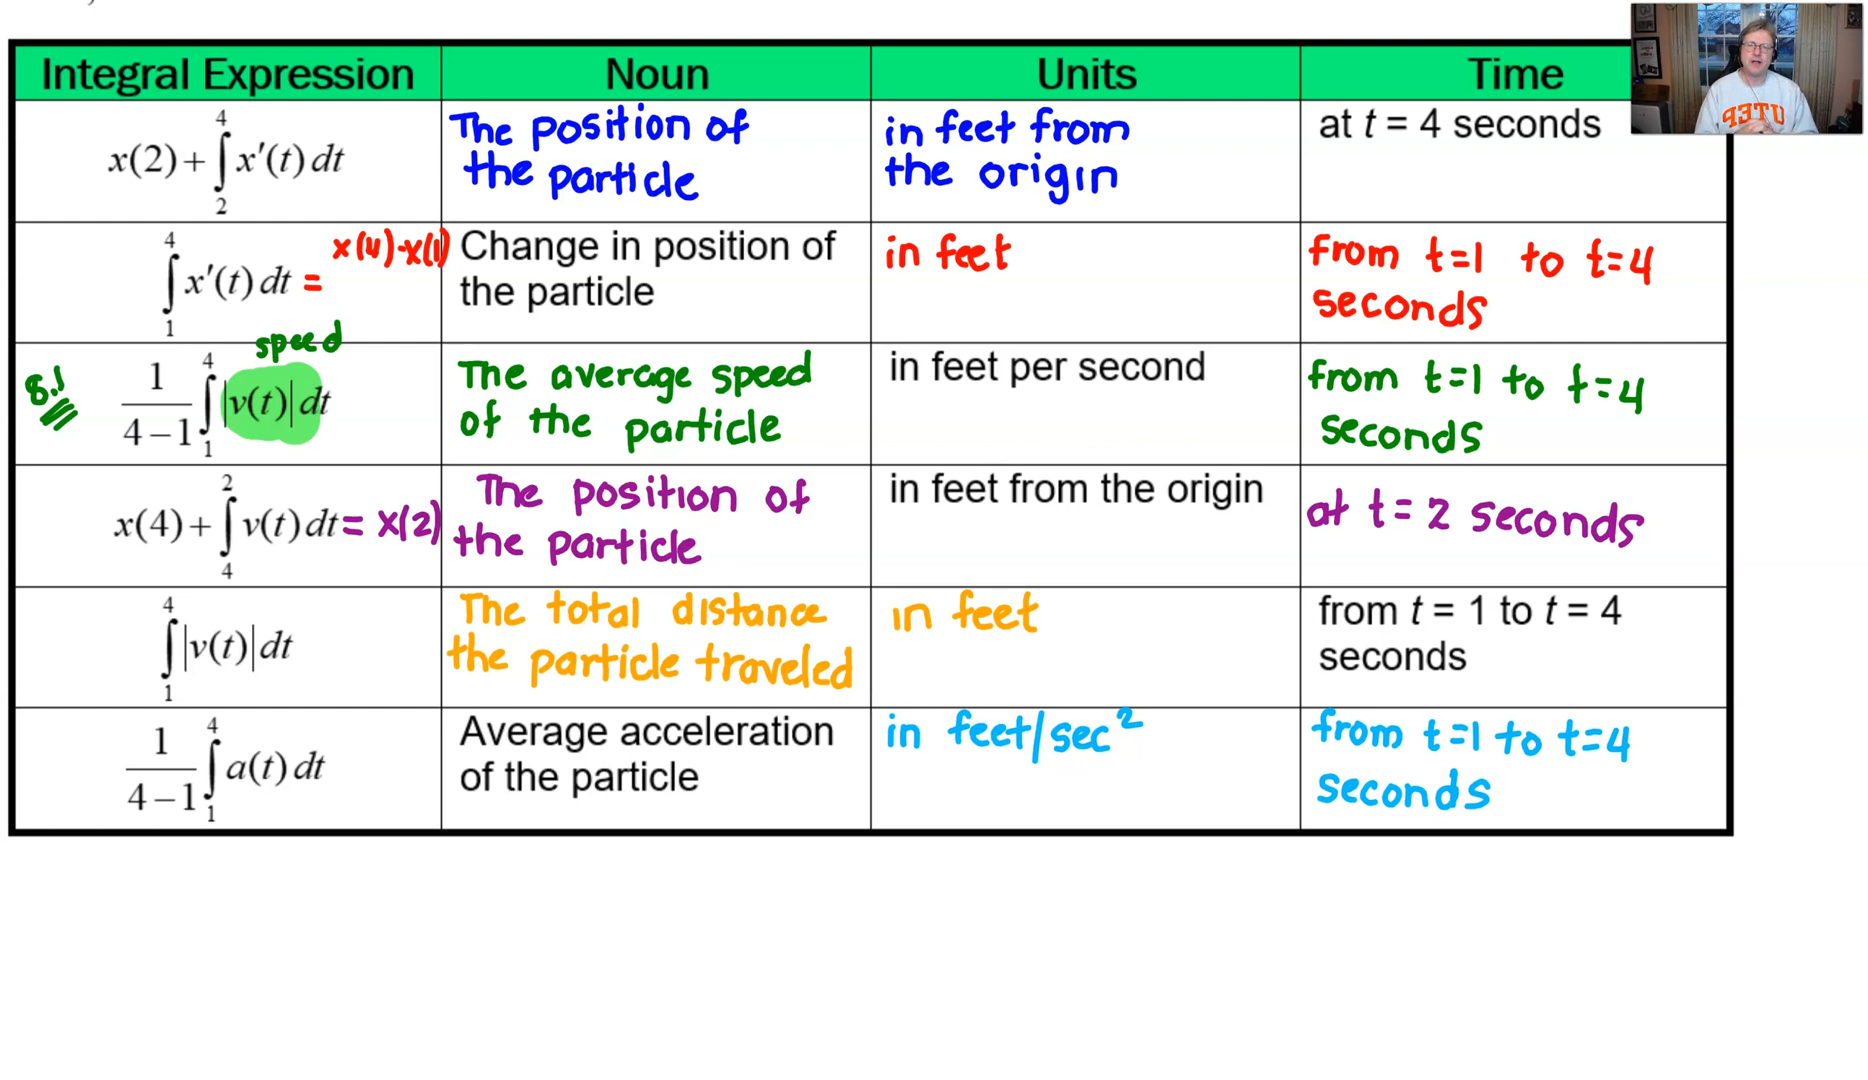 Integral Expression Noun Units Time
x(2) + ∫₂⁴ x′(t) dt
The position of
the particle
in feet from
the origin
at t = 4 seconds
∫₁⁴ x′(t) dt = x(4)-x(1)
Change in position of
the particle
in feet
from t=1 to t=4
seconds
8.1
speed
1/(4−1) ∫₁⁴ |v(t)| dt
The average speed
of the particle
in feet per second
from t=1 to t=4
seconds
x(4) + ∫₄² v(t) dt = x(2)
The position of
the particle
in feet from the origin
at t= 2 seconds
∫₁⁴ |v(t)| dt
The total distance
the particle traveled
in feet
from t = 1 to t = 4
seconds
1/(4−1) ∫₁⁴ a(t) dt
Average acceleration
of the particle
in feet/sec²
from t=1 to t=4
seconds
UTEP